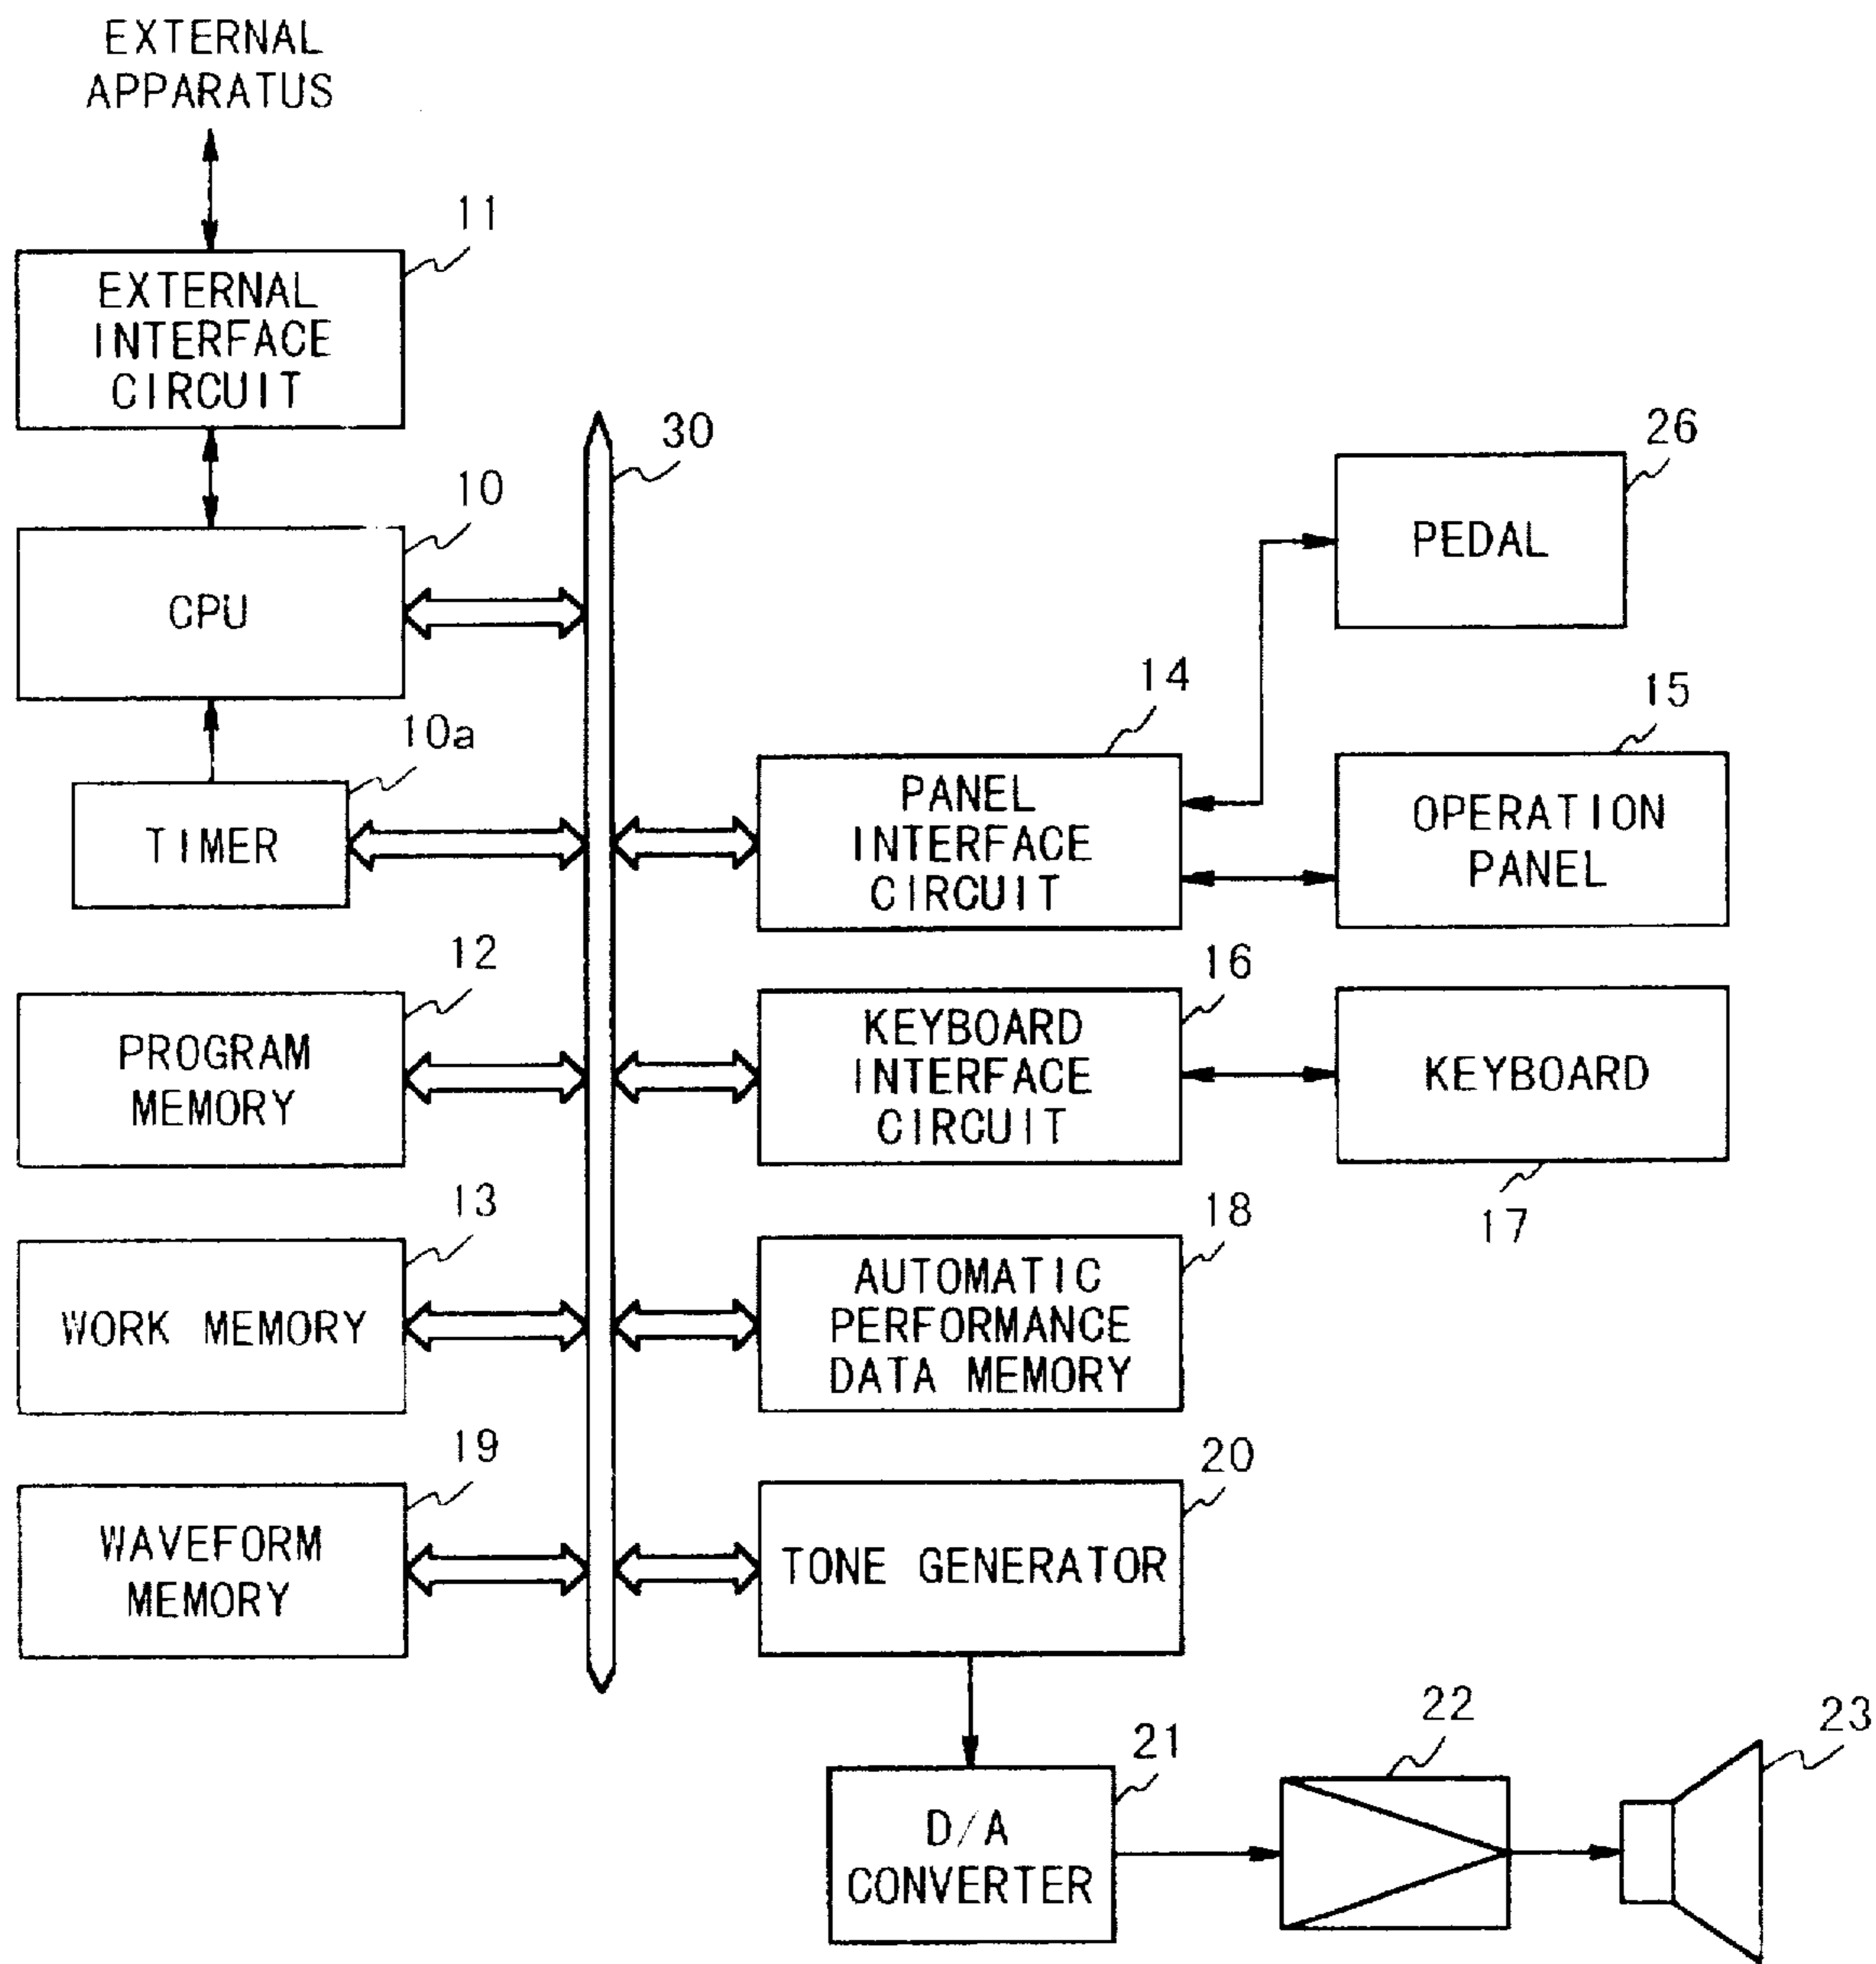 EXTERNAL
APPARATUS
11
EXTERNAL
INTERFACE
CIRCUIT
30
26
10
PEDAL
CPU
14
15
10a
PANEL
INTERFACE
CIRCUIT
OPERATION
PANEL
TIMER
12
16
PROGRAM
MEMORY
KEYBOARD
INTERFACE
CIRCUIT
KEYBOARD
17
13
18
WORK MEMORY
AUTOMATIC
PERFORMANCE
DATA MEMORY
19
20
WAVEFORM
MEMORY
TONE GENERATOR
21
22
23
D/A
CONVERTER